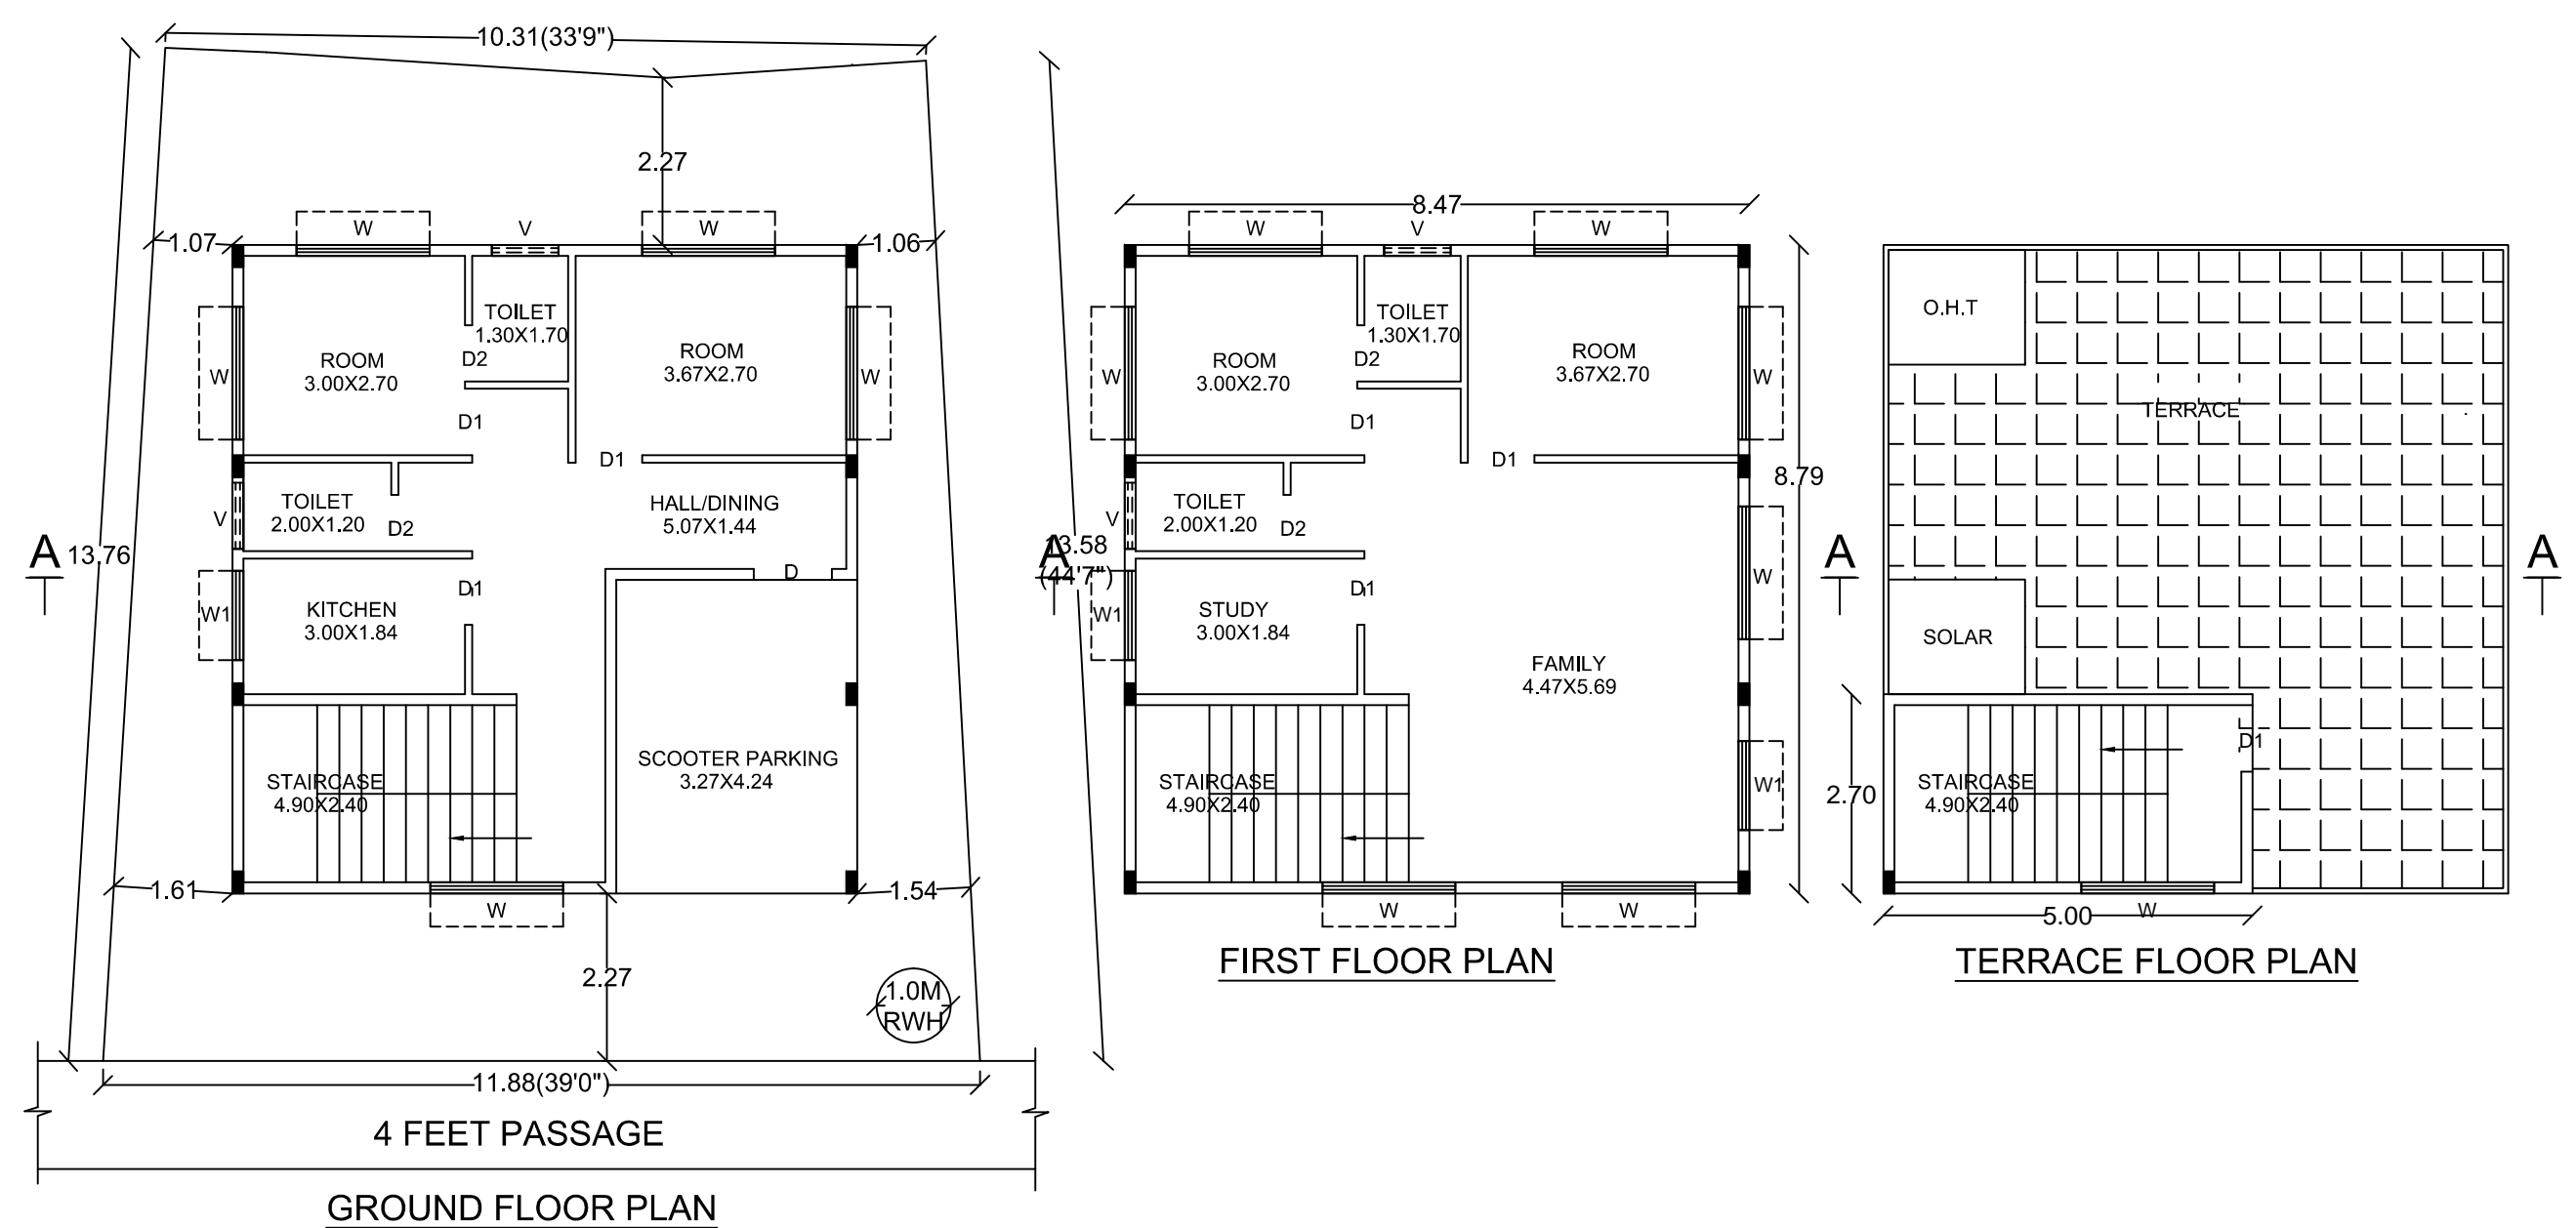 10.31(33'9")
2.27
1.07
W
V
W
1.06
TOILET
1.30X1.70
ROOM
3.00X2.70
D2
ROOM
3.67X2.70
W
W
D1
D1
TOILET
2.00X1.20
D2
HALL/DINING
5.07X1.44
V
A
13.76
D
D1
KITCHEN
3.00X1.84
W1
SCOOTER PARKING
3.27X4.24
STAIRCASE
4.90X2.40
1.61
W
1.54
2.27
1.0M
RWH
11.88(39'0")
4 FEET PASSAGE
GROUND FLOOR PLAN
13.58
(44'7")
A
8.47
W
V
W
TOILET
1.30X1.70
ROOM
3.00X2.70
D2
ROOM
3.67X2.70
W
W
D1
D1
8.79
TOILET
2.00X1.20
D2
V
W
D1
STUDY
3.00X1.84
W1
FAMILY
4.47X5.69
STAIRCASE
4.90X2.40
W1
W
W
FIRST FLOOR PLAN
A
O.H.T
TERRACE
A
SOLAR
D1
STAIRCASE
4.90X2.40
2.70
5.00
W
TERRACE FLOOR PLAN